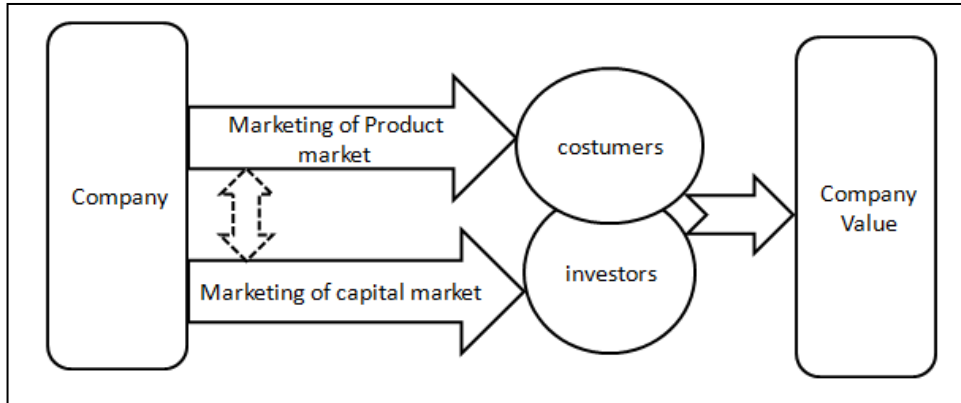 Company
Marketing of Product
market
Marketing of capital market
costumers
investors
Company
Value